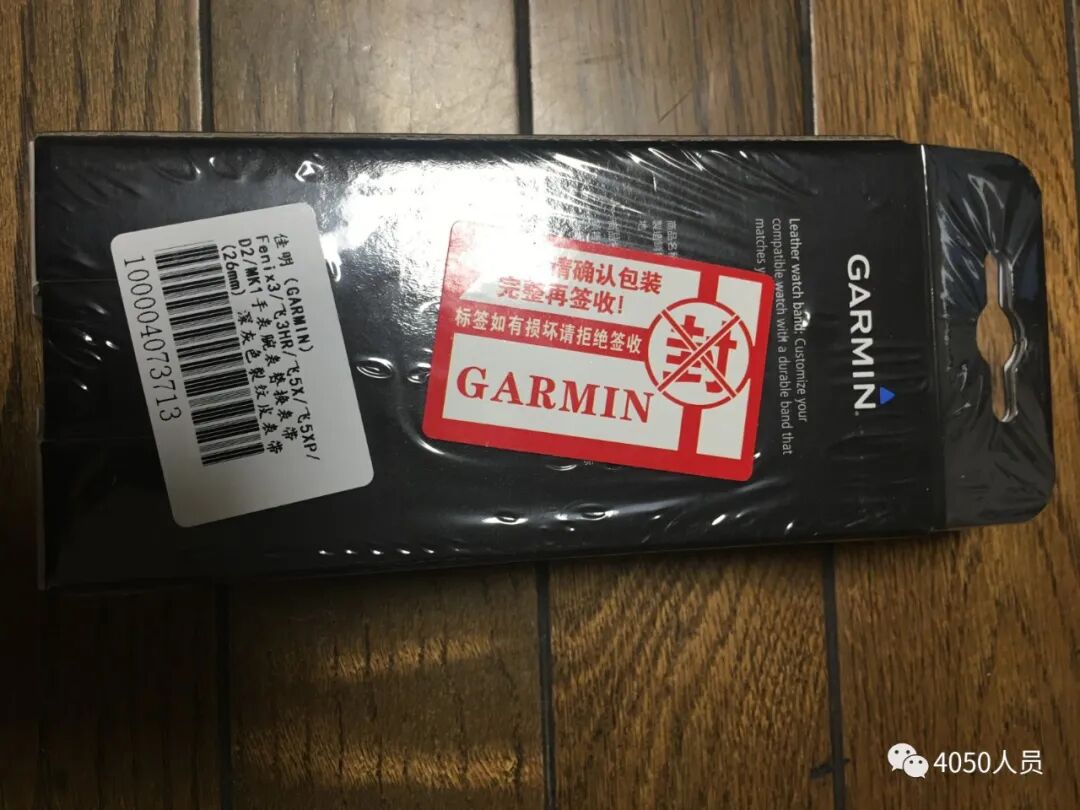 GARMIN
Leather watch band: Customize your
compatible watch with a durable band that
matches
请确认包装
完整再签收!
标签如有损坏请拒绝签收
封
GARMIN
佳明 (GARMIN)
Fenix3/飞3HR/飞5X/飞5XP/
D2/MK1手表腕表替换表带
(26mm) 深灰色裂纹皮表带
100004073713
4050人员